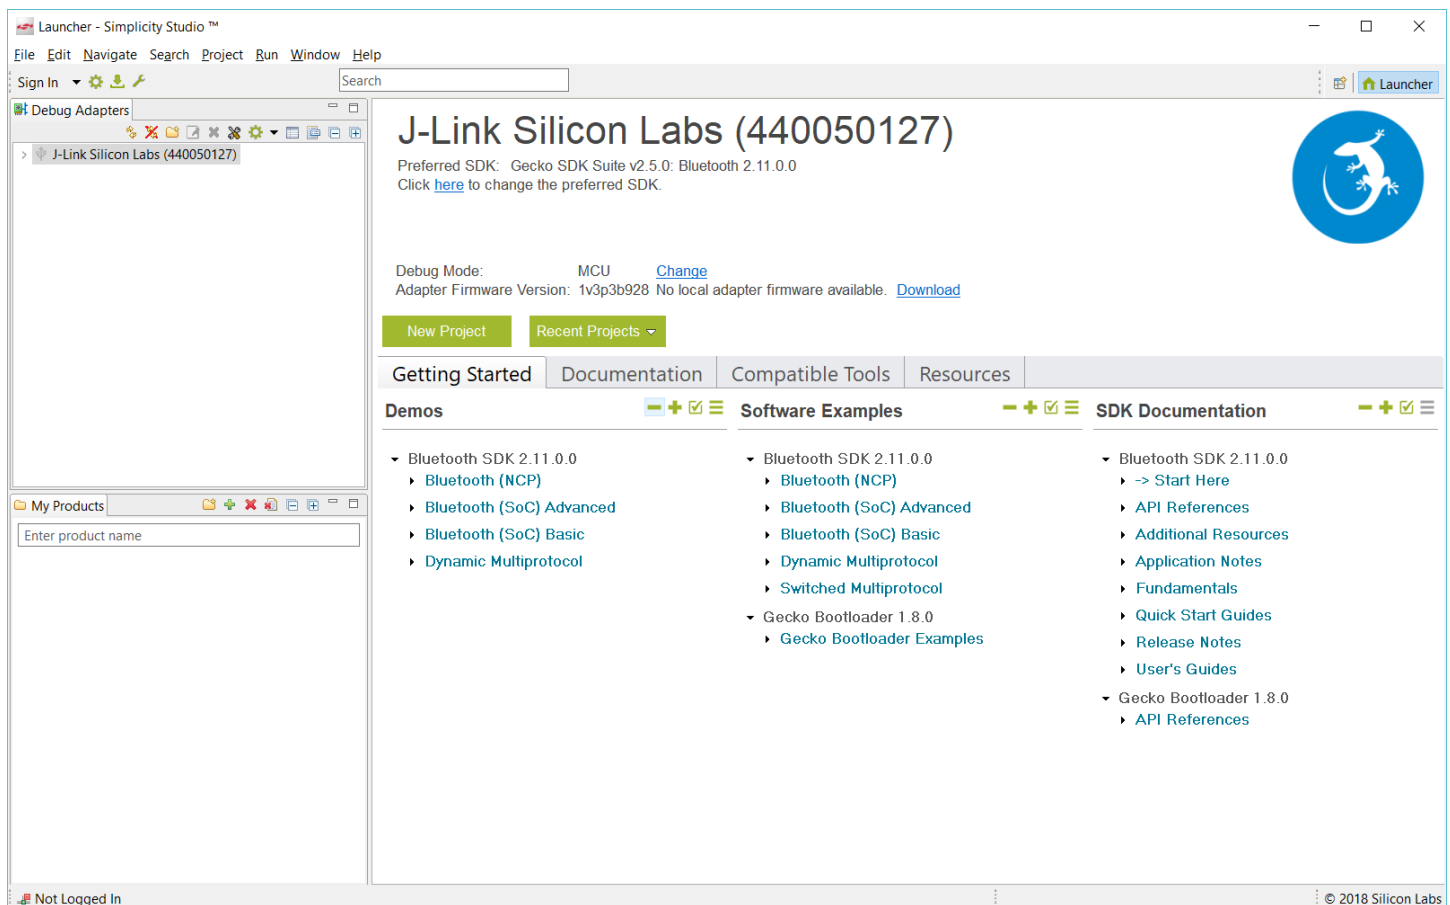 Launcher - Simplicity Studio ™
File Edit Navigate Search Project Run Window Help
Sign In
Search
Launcher
Debug Adapters
J-Link Silicon Labs (440050127)
J-Link Silicon Labs (440050127)
Preferred SDK: Gecko SDK Suite v2.5.0: Bluetooth 2.11.0.0
Click here to change the preferred SDK.
Debug Mode: MCU Change
Adapter Firmware Version: 1v3p3b928 No local adapter firmware available. Download
New Project Recent Projects
Getting Started Documentation Compatible Tools Resources
Demos
Bluetooth SDK 2.11.0.0
Bluetooth (NCP)
Bluetooth (SoC) Advanced
Bluetooth (SoC) Basic
Dynamic Multiprotocol
Software Examples
Bluetooth SDK 2.11.0.0
Bluetooth (NCP)
Bluetooth (SoC) Advanced
Bluetooth (SoC) Basic
Dynamic Multiprotocol
Switched Multiprotocol
Gecko Bootloader 1.8.0
Gecko Bootloader Examples
SDK Documentation
Bluetooth SDK 2.11.0.0
-> Start Here
API References
Additional Resources
Application Notes
Fundamentals
Quick Start Guides
Release Notes
User's Guides
Gecko Bootloader 1.8.0
API References
My Products
Enter product name
Not Logged In
© 2018 Silicon Labs